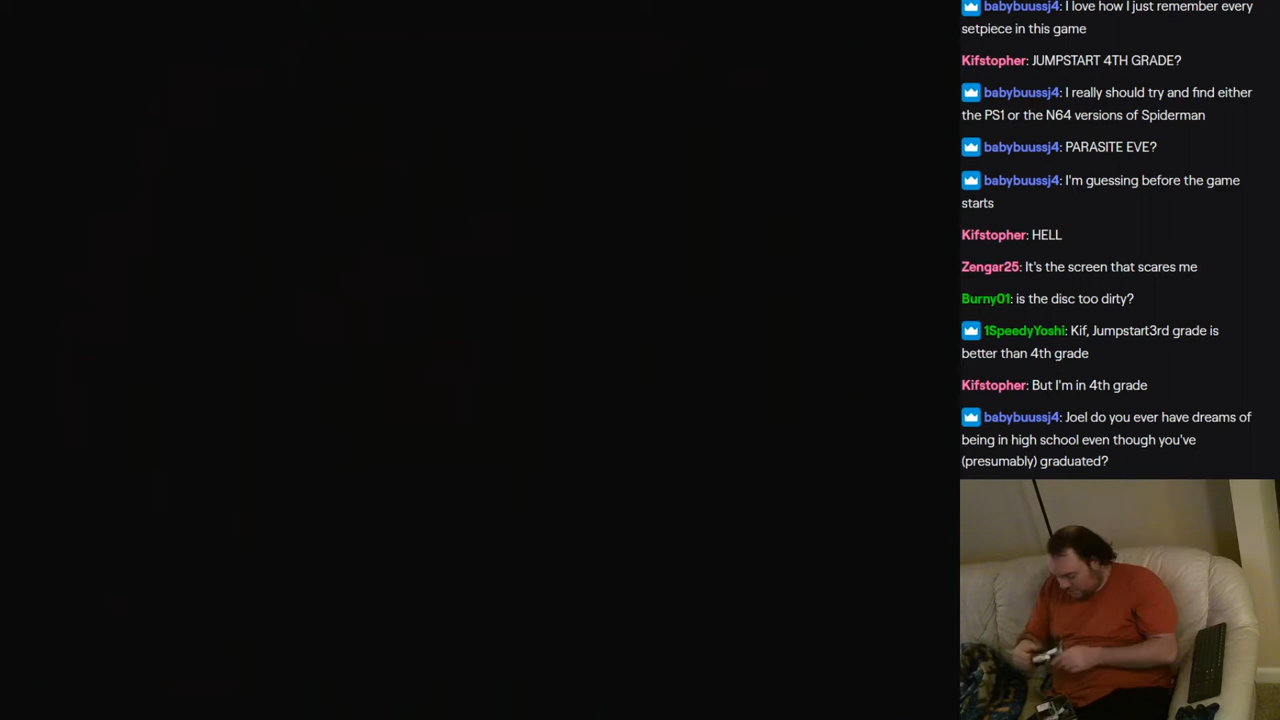 babybuussj4: I love how I just remember every
setpiece in this game
Kifstopher: JUMPSTART 4TH GRADE?
babybuussj4: I really should try and find either
the PS1 or the N64 versions of Spiderman
babybuussj4: PARASITE EVE?
babybuussj4: I'm guessing before the game
starts
Kifstopher: HELL
Zengar25: It's the screen that scares me
Burny01: is the disc too dirty?
1SpeedyYoshi: Kif, Jumpstart3rd grade is
better than 4th grade
Kifstopher: But I'm in 4th grade
babybuussj4: Joel do you ever have dreams of
being in high school even though you've
(presumably) graduated?